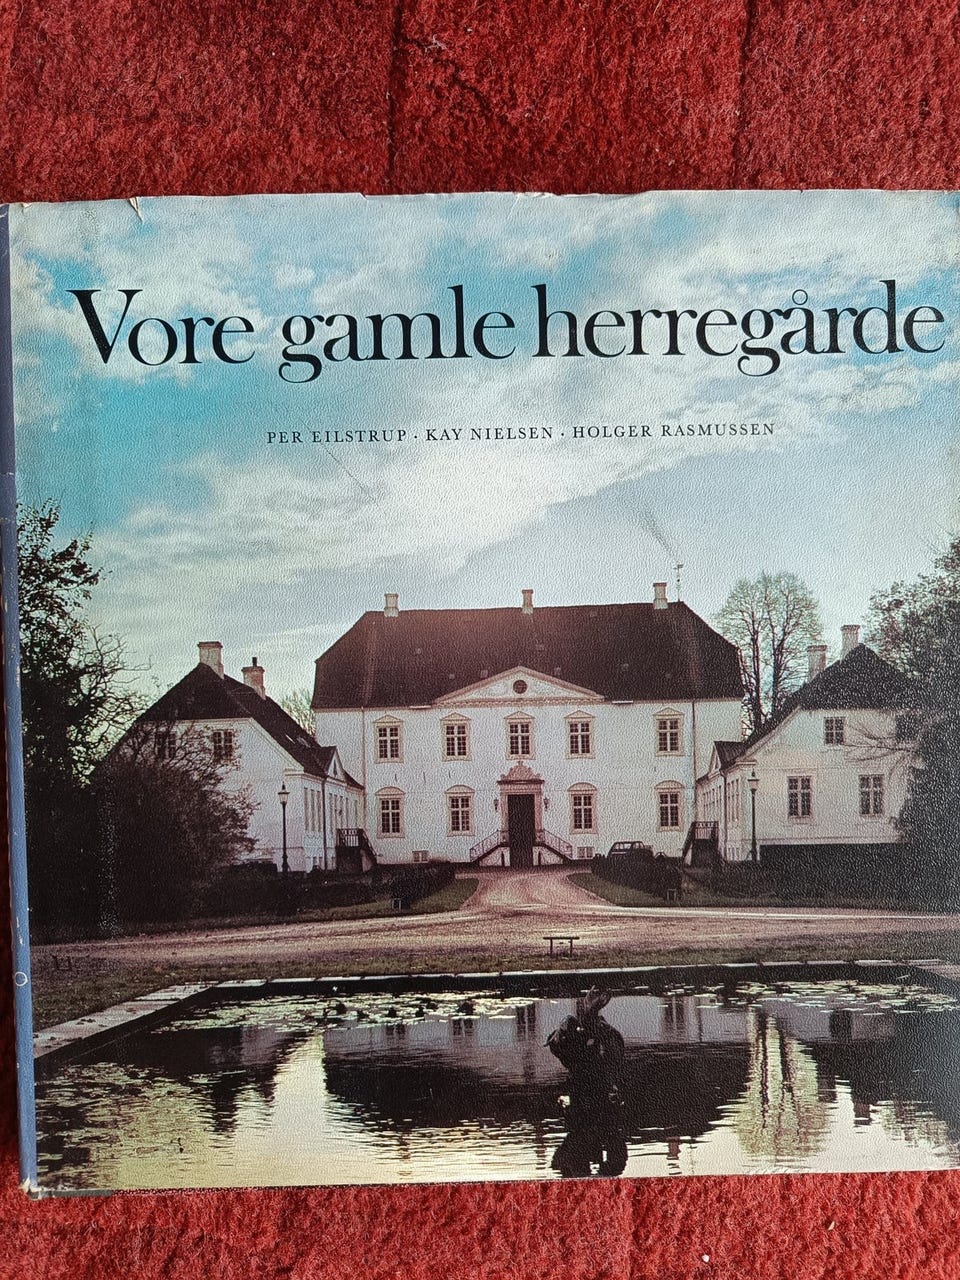 Vore gamle herregårde
PER EILSTRUP · KAY NIELSEN · HOLGER RASMUSSEN